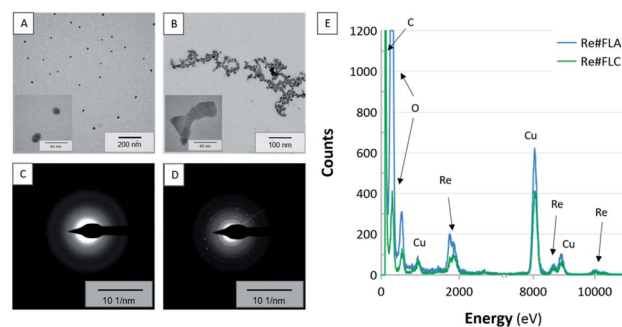 A
40 nm
200 nm
B
40 nm
100 nm
C
10 1/nm
D
10 1/nm
E
1200
1000
800
600
400
200
0
Counts
C
O
Cu
Re
Cu
Re
Cu
Re
Re#FLA
Re#FLC
0
2000
8000
10000
Energy (eV)